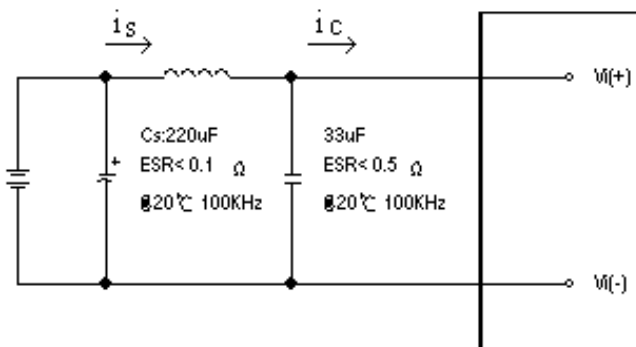 is
ic
Vi(+)
Cs:220uF
ESR<0.1 Ω
@20℃ 100KHz
+
33uF
ESR<0.5 Ω
@20℃ 100KHz
Vi(-)